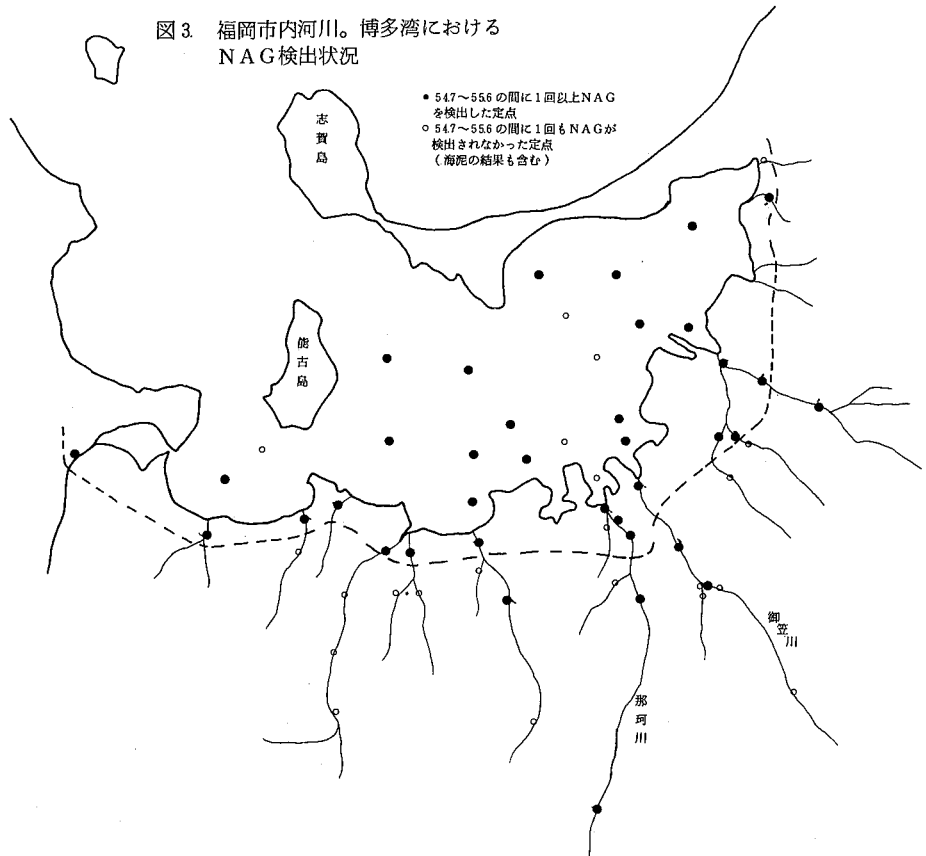 図3. 福岡市内河川。博多湾における
NAG検出状況
● 54.7~55.6の間に1回以上NAG
を検出した定点
○ 54.7~55.6の間に1回もNAGが
検出されなかった定点
(海泥の結果も含む)
志賀島
能古島
御笠川
那珂川